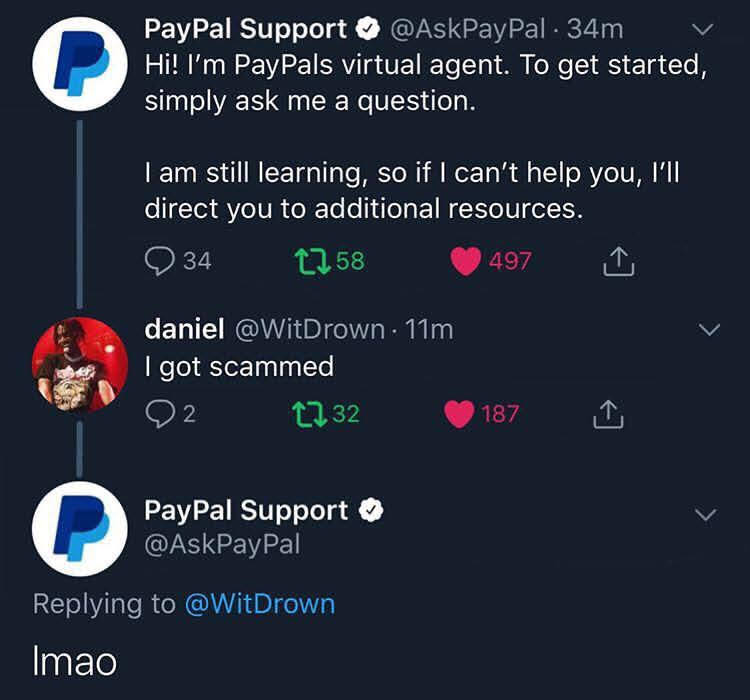 PayPal Support @AskPayPal · 34m
Hi! I’m PayPals virtual agent. To get started,
simply ask me a question.
I am still learning, so if I can’t help you, I’ll
direct you to additional resources.
34 58 497
daniel @WitDrown · 11m
I got scammed
2 32 187
PayPal Support
@AskPayPal
Replying to @WitDrown
lmao